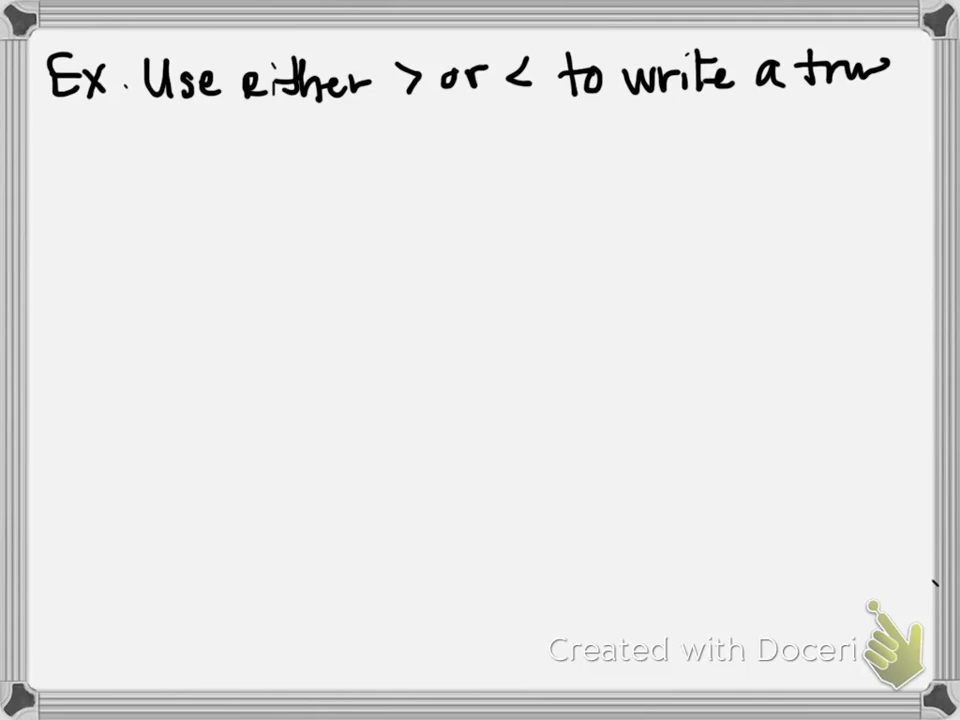 Ex. Use either > or < to write a true
Created with Doceri